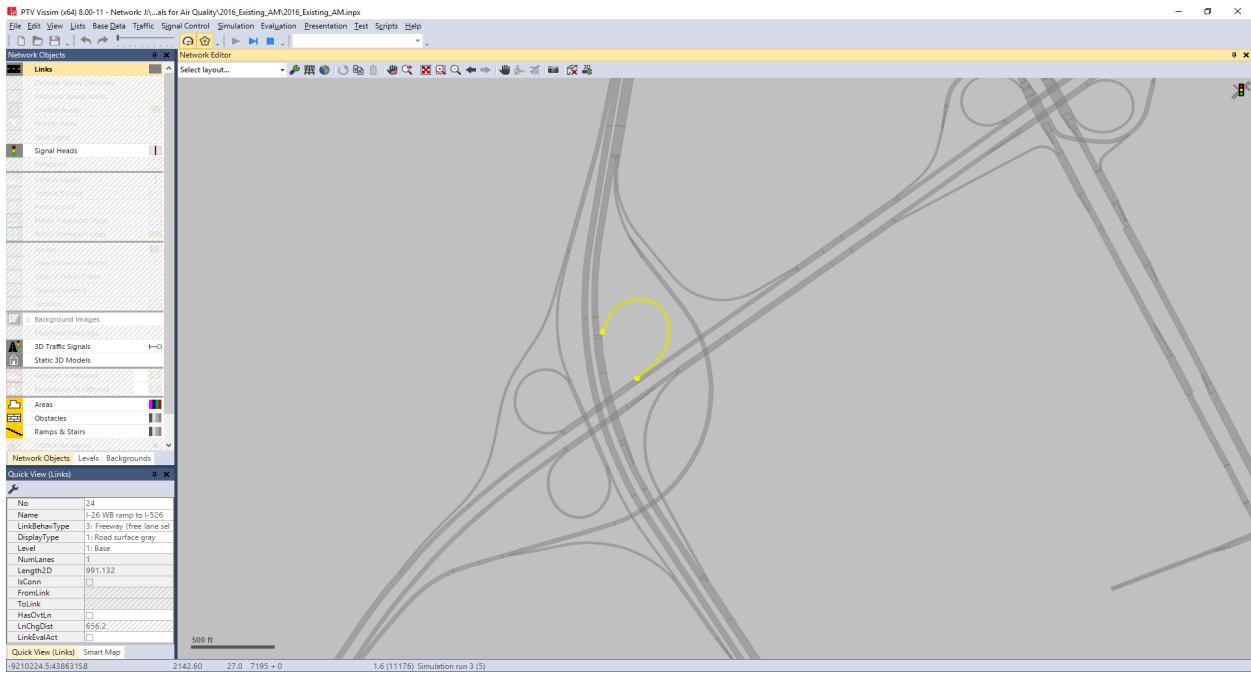 PTV Vissim (x64) 8.00-11 - Network: J:\...als for Air Quality\2016_Existing_AM\2016_Existing_AM.inpx
File Edit View Lists Base Data Traffic Signal Control Simulation Evaluation Presentation Test Scripts Help
Network Objects
Network Editor
Links
Select layout...
Signal Heads
Background Images
3D Traffic Signals
Static 3D Models
Areas
Obstacles
Ramps & Stairs
Network Objects Levels Backgrounds
Quick View (Links)
No 24
Name I-26 WB ramp to I-526
LinkBehavType 3: Freeway (free lane sel
DisplayType 1: Road surface gray
Level 1: Base
NumLanes 1
Length2D 991.132
IsConn
FromLink
ToLink
HasOvtLn
LnChgDist 656.2
LinkEvalAct
500 ft
Quick View (Links) Smart Map
-9210224.5:4386315.8 2142.60 27.0 7195 + 0 1.6 (11176) Simulation run 3 (5)